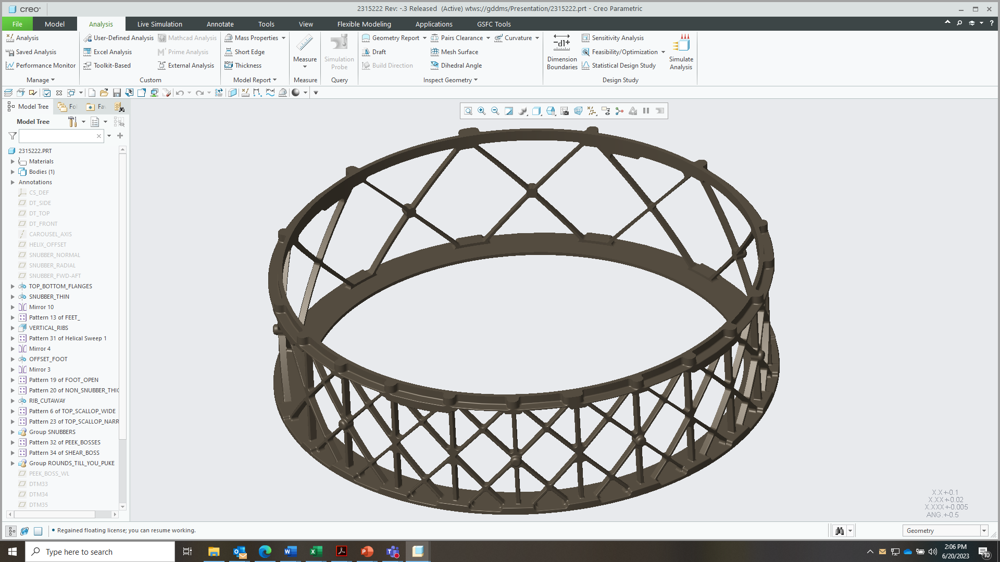 creo
2315222 Rev: -.3 Released (Active) wtws://gddms/Presentation/2315222.prt - Creo Parametric
File Model Analysis Live Simulation Annotate Tools View Flexible Modeling Applications GSFC Tools
Analysis User-Defined Analysis Mathcad Analysis Mass Properties Geometry Report Pairs Clearance Curvature Sensitivity Analysis
Saved Analysis Excel Analysis Prime Analysis Short Edge Draft Mesh Surface Feasibility/Optimization
Performance Monitor Toolkit-Based External Analysis Thickness Build Direction Dihedral Angle Statistical Design Study
Measure
Simulation Probe
Dimension Boundaries
Simulate Analysis
Manage Custom Model Report Measure Query Inspect Geometry Design Study
Model Tree Fol Fa
Model Tree
2315222.PRT
Materials
Bodies (1)
Annotations
CS_DEF
DT_SIDE
DT_TOP
DT_FRONT
CAROUSEL_AXIS
HELIX_OFFSET
SNUBBER_NORMAL
SNUBBER_RADIAL
SNUBBER_FWD-AFT
TOP_BOTTOM_FLANGES
SNUBBER_THIN
Mirror 10
Pattern 13 of FEET_
VERTICAL_RIBS
Pattern 31 of Helical Sweep 1
Mirror 4
OFFSET_FOOT
Mirror 3
Pattern 19 of FOOT_OPEN
Pattern 20 of NON_SNUBBER_THIC
RIB_CUTAWAY
Pattern 6 of TOP_SCALLOP_WIDE
Pattern 23 of TOP_SCALLOP_NARR
Group SNUBBERS
Pattern 32 of PEEK_BOSSES
Pattern 34 of SHEAR_BOSS
Group ROUNDS_TILL_YOU_PUKE
PEEK_BOSS_WL
DTM33
DTM34
DTM35
X.X+-0.1
X.XX+-0.02
X.XXX+-0.005
ANG.+-0.5
• Regained floating license; you can resume working.
Geometry
Type here to search
2:06 PM
6/20/2023
10